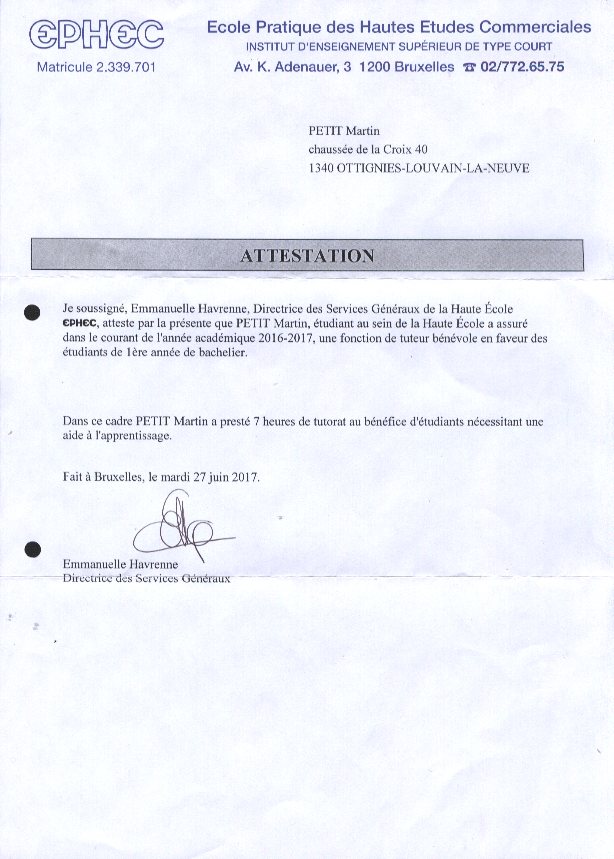 EPHEC
Ecole Pratique des Hautes Etudes Commerciales
INSTITUT D'ENSEIGNEMENT SUPÉRIEUR DE TYPE COURT
Matricule 2.339.701
Av. K. Adenauer, 3 1200 Bruxelles ☎ 02/772.65.75
PETIT Martin
chaussée de la Croix 40
1340 OTTIGNIES-LOUVAIN-LA-NEUVE
ATTESTATION
Je soussigné, Emmanuelle Havrenne, Directrice des Services Généraux de la Haute École
EPHEC, atteste par la présente que PETIT Martin, étudiant au sein de la Haute École a assuré
dans le courant de l'année académique 2016-2017, une fonction de tuteur bénévole en faveur des
étudiants de 1ère année de bachelier.
Dans ce cadre PETIT Martin a presté 7 heures de tutorat au bénéfice d'étudiants nécessitant une
aide à l'apprentissage.
Fait à Bruxelles, le mardi 27 juin 2017.
Emmanuelle Havrenne
Directrice des Services Généraux